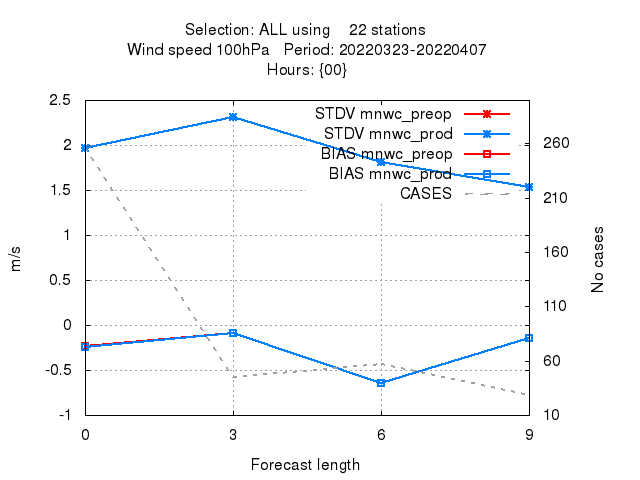 Selection: ALL using 22 stations
Wind speed 100hPa Period: 20220323-20220407
Hours: {00}
STDV mnwc_preop
STDV mnwc_prod
BIAS mnwc_preop
BIAS mnwc_prod
CASES
2.5
2
1.5
1
0.5
0
-0.5
-1
m/s
260
210
160
110
60
10
No cases
0 3 6 9
Forecast length